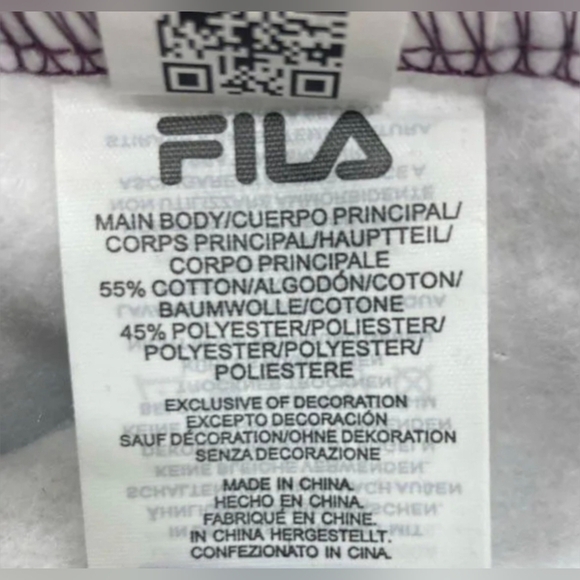 FILA
MAIN BODY/CUERPO PRINCIPAL/
CORPS PRINCIPAL/HAUPTTEIL/
CORPO PRINCIPALE
55% COTTON/ALGODÓN/COTON/
BAUMWOLLE/COTONE
45% POLYESTER/POLIESTER/
POLYESTER/POLYESTER/
POLIESTERE
EXCLUSIVE OF DECORATION
EXCEPTO DECORACIÓN
SAUF DÉCORATION/OHNE DEKORATION
SENZA DECORAZIONE
MADE IN CHINA.
HECHO EN CHINA.
FABRIQUÉ EN CHINE.
IN CHINA HERGESTELLT.
CONFEZIONATO IN CINA.